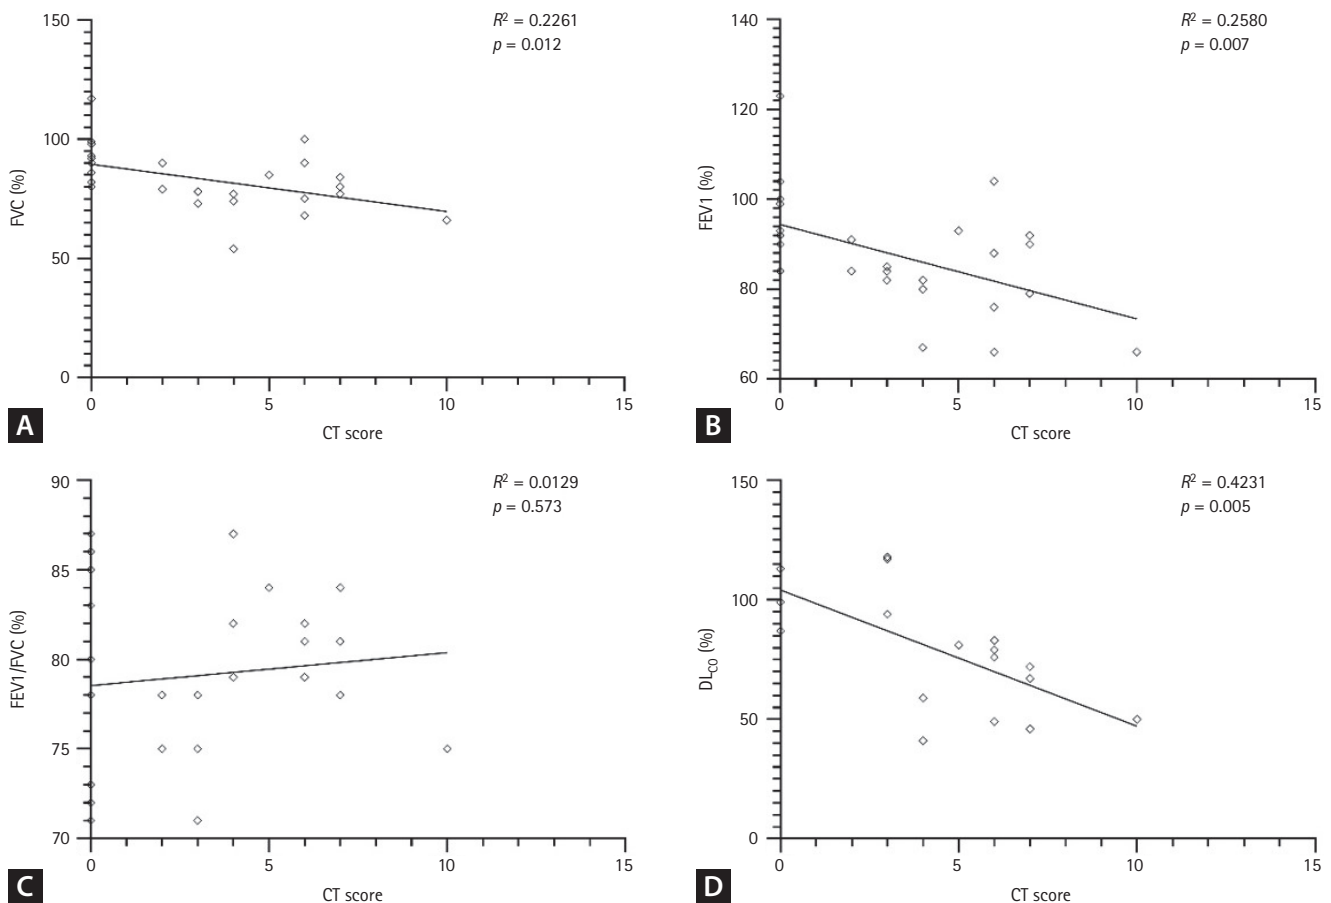 150
100
50
0
FVC (%)
R² = 0.2261
p = 0.012
0 5 10 15
CT score
A
140
120
100
80
60
FEV1 (%)
R² = 0.2580
p = 0.007
0 5 10 15
CT score
B
90
85
80
75
70
FEV1/FVC (%)
R² = 0.0129
p = 0.573
0 5 10 15
CT score
C
150
100
50
0
DLCO (%)
R² = 0.4231
p = 0.005
0 5 10 15
CT score
D